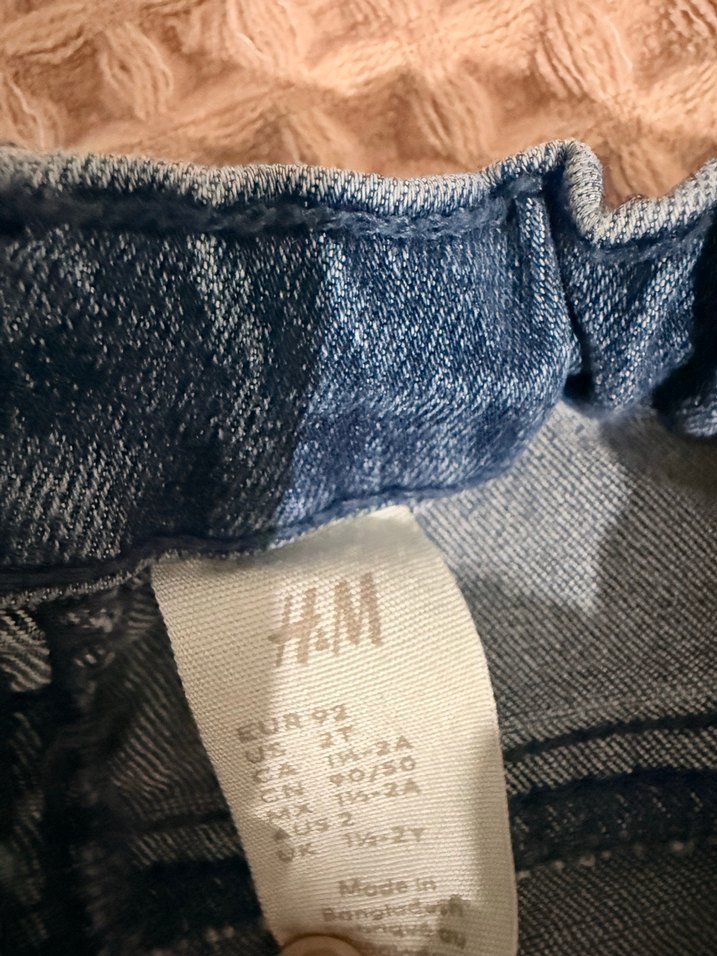 H&M
EUR 92
US 2T
CA 1½-2A
CN 90/50
MX 1½-2A
AUS 2
UK 1½-2Y
Made in
Bangladesh